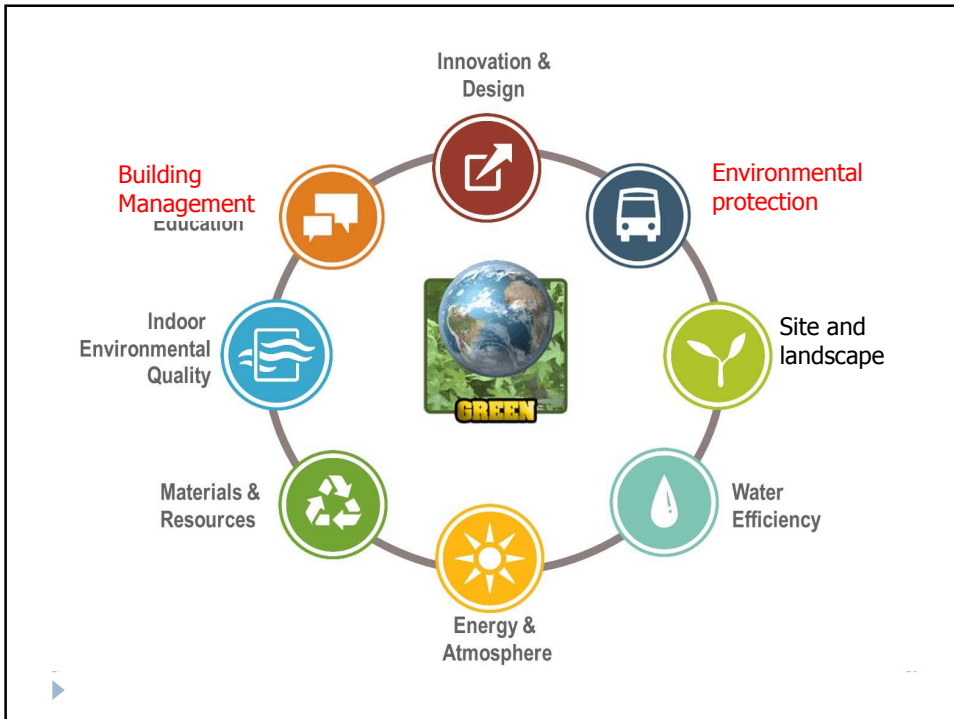 Innovation &
Design
Environmental
protection
Site and
landscape
Water
Efficiency
Energy &
Atmosphere
Materials &
Resources
Indoor
Environmental
Quality
Building
Management
Education
GREEN